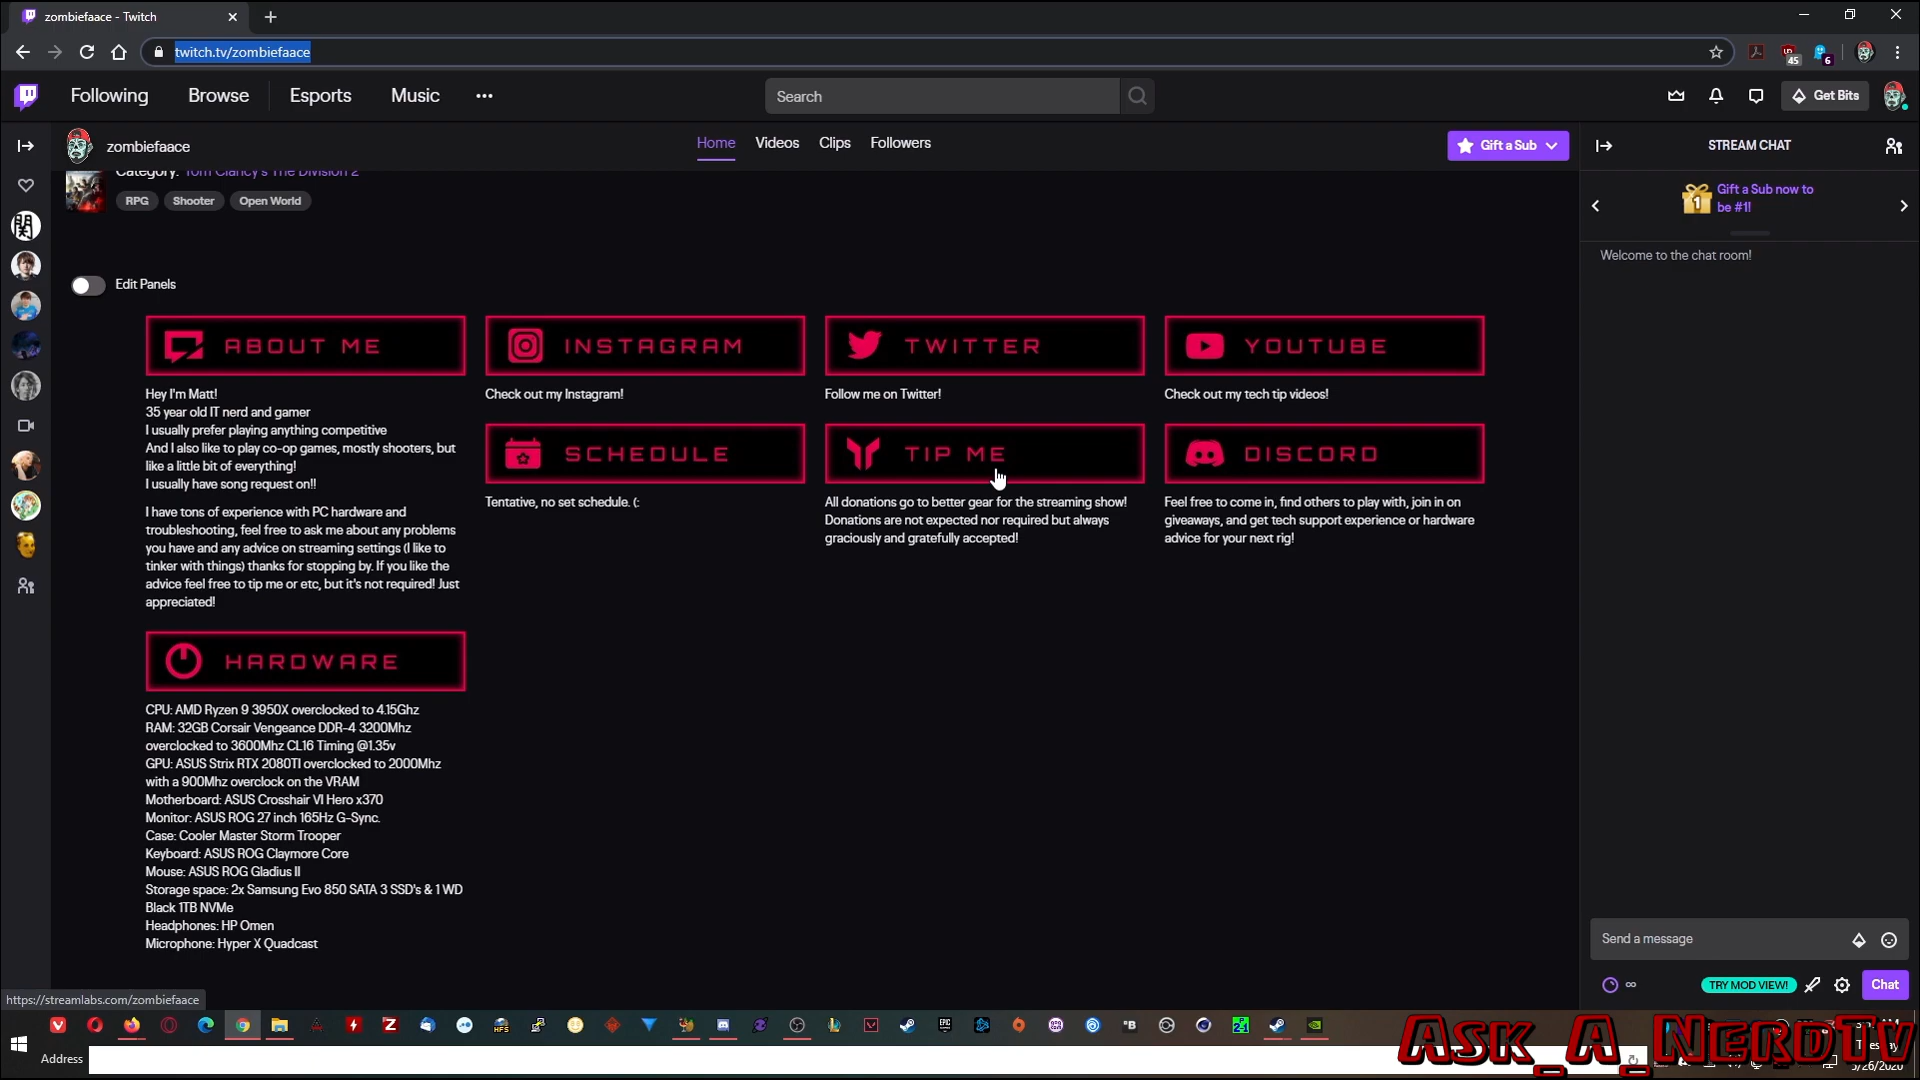 zombiefaace - Twitch
twitch.tv/zombiefaace
45
6
Following
Browse
Esports
Music
Search
Get Bits
zombiefaace
Home
Videos
Clips
Followers
Gift a Sub
STREAM CHAT
Category: Tom Clancy's The Division 2
RPG
Shooter
Open World
1
Gift a Sub now to
be #1!
Welcome to the chat room!
Edit Panels
ABOUT ME
Hey I'm Matt!
35 year old IT nerd and gamer
I usually prefer playing anything competitive
And I also like to play co-op games, mostly shooters, but
like a little bit of everything!
I usually have song request on!!
I have tons of experience with PC hardware and
troubleshooting, feel free to ask me about any problems
you have and any advice on streaming settings (I like to
tinker with things) thanks for stopping by. If you like the
advice feel free to tip me or etc, but it's not required! Just
appreciated!
INSTAGRAM
Check out my Instagram!
TWITTER
Follow me on Twitter!
YOUTUBE
Check out my tech tip videos!
SCHEDULE
Tentative, no set schedule. (:
TIP ME
All donations go to better gear for the streaming show!
Donations are not expected nor required but always
graciously and gratefully accepted!
DISCORD
Feel free to come in, find others to play with, join in on
giveaways, and get tech support experience or hardware
advice for your next rig!
HARDWARE
CPU: AMD Ryzen 9 3950X overclocked to 4.15Ghz
RAM: 32GB Corsair Vengeance DDR-4 3200Mhz
overclocked to 3600Mhz CL16 Timing @1.35v
GPU: ASUS Strix RTX 2080TI overclocked to 2000Mhz
with a 900Mhz overclock on the VRAM
Motherboard: ASUS Crosshair VI Hero x370
Monitor: ASUS ROG 27 inch 165Hz G-Sync.
Case: Cooler Master Storm Trooper
Keyboard: ASUS ROG Claymore Core
Mouse: ASUS ROG Gladius II
Storage space: 2x Samsung Evo 850 SATA 3 SSD's & 1 WD
Black 1TB NVMe
Headphones: HP Omen
Microphone: Hyper X Quadcast
Send a message
TRY MOD VIEW!
Chat
https://streamlabs.com/zombiefaace
Address
Ask_A_NerdTv
5/26/2020